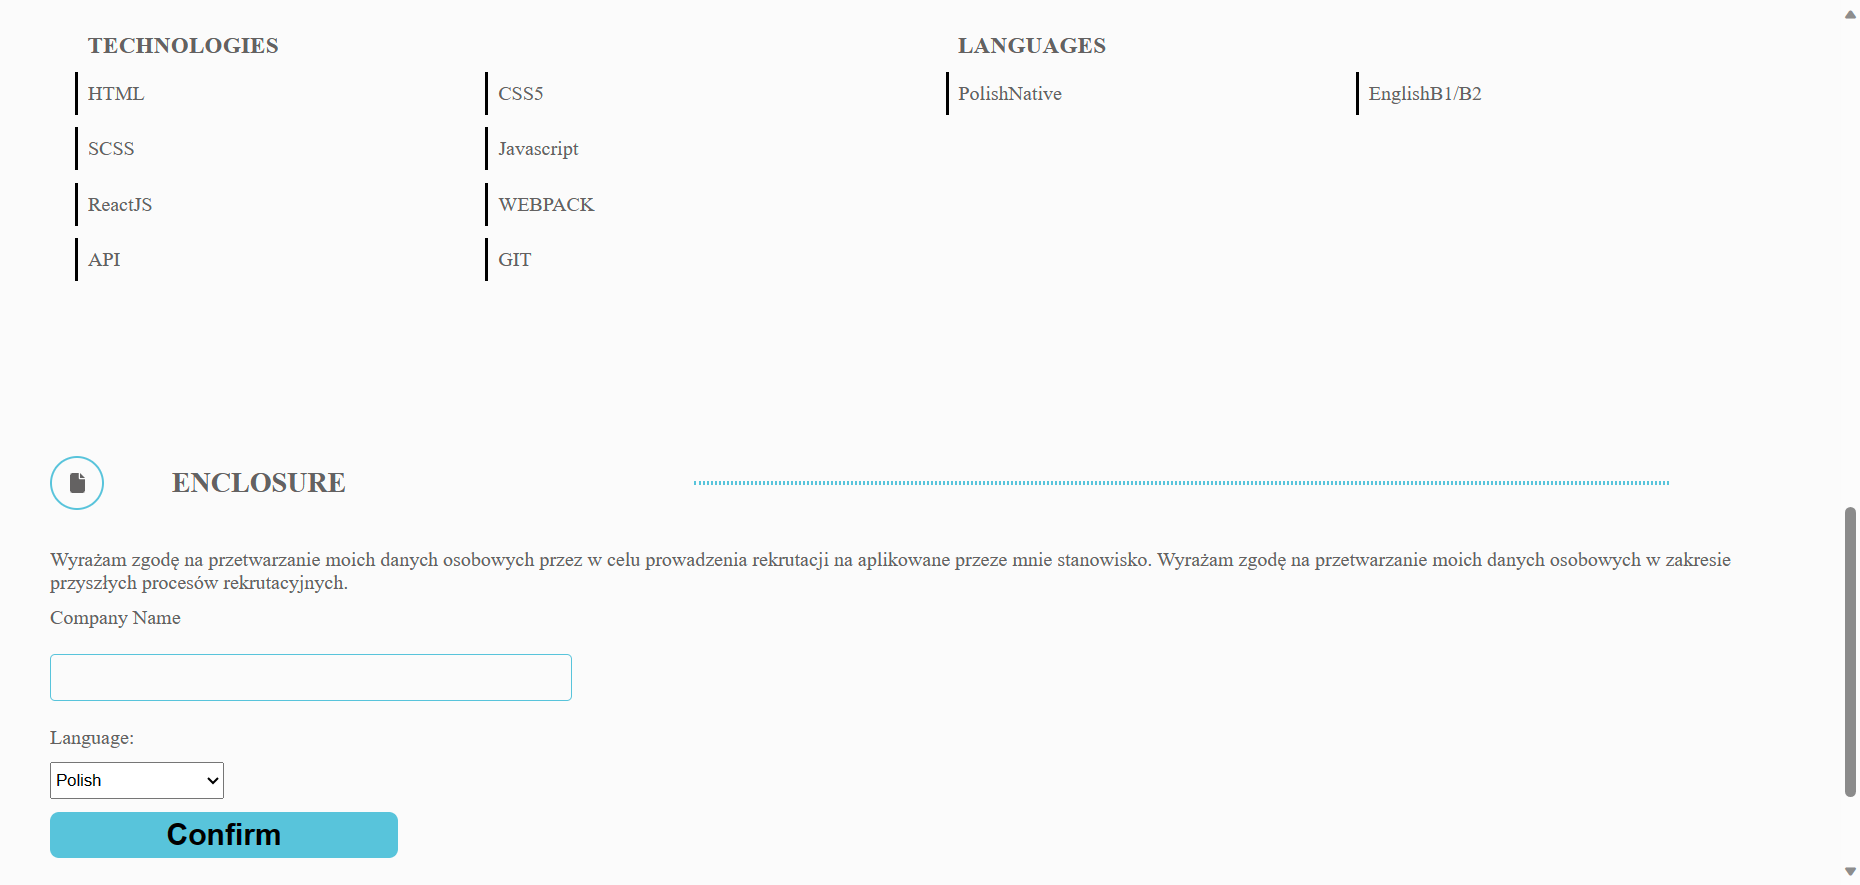 TECHNOLOGIES
LANGUAGES
HTML
CSS5
PolishNative
EnglishB1/B2
SCSS
Javascript
ReactJS
WEBPACK
API
GIT
ENCLOSURE
Wyrażam zgodę na przetwarzanie moich danych osobowych przez w celu prowadzenia rekrutacji na aplikowane przeze mnie stanowisko. Wyrażam zgodę na przetwarzanie moich danych osobowych w zakresie
przyszłych procesów rekrutacyjnych.
Company Name
Language:
Polish
Confirm